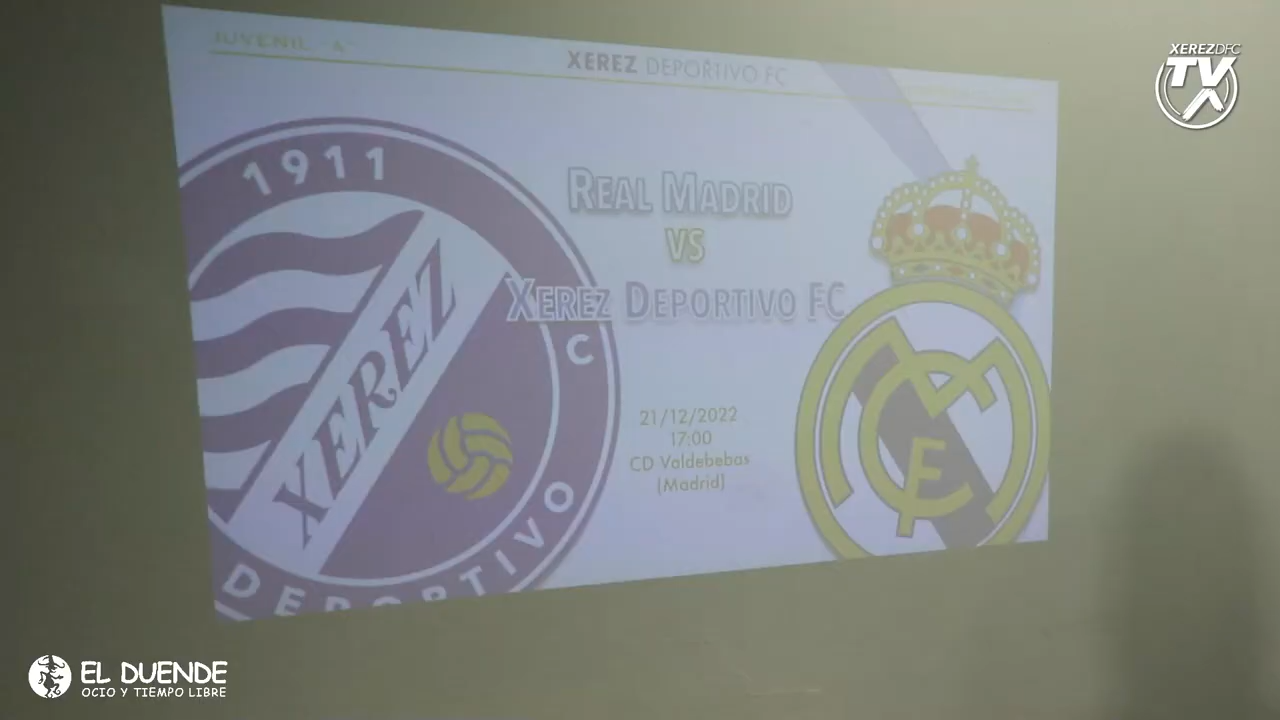 JUVENIL "A"
XEREZ DEPORTIVO FC
XEREZDFC
TV
1911
REAL MADRID
VS
XEREZ DEPORTIVO FC
XEREZ
C
DEPORTIVO
21/12/2022
17:00
CD Valdebebas
(Madrid)
EL DUENDE
OCIO Y TIEMPO LIBRE